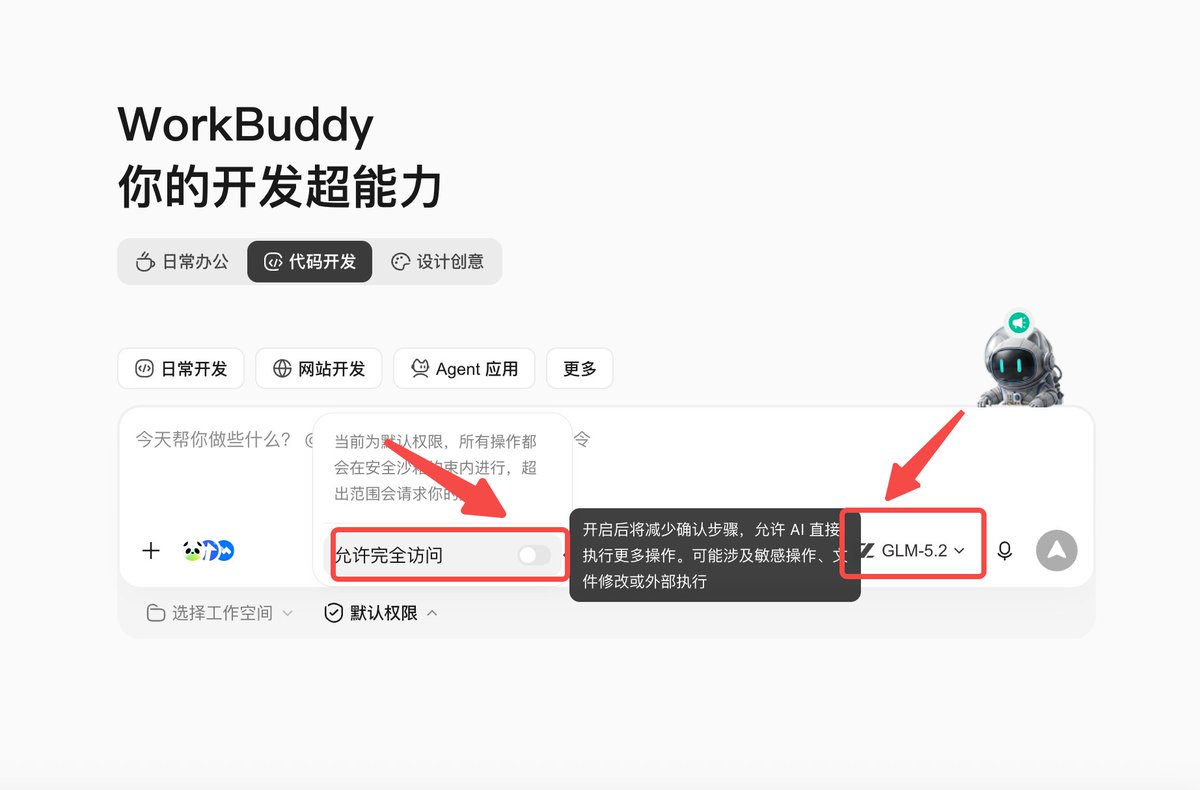 WorkBuddy
你的开发超能力
日常办公
代码开发
设计创意
日常开发
网站开发
Agent 应用
更多
今天帮你做些什么?
令
当前为默认权限，所有操作都
会在安全沙箱约束内进行，超
出范围会请求你的
允许完全访问
开启后将减少确认步骤，允许 AI 直接
执行更多操作。可能涉及敏感操作、文
件修改或外部执行
GLM-5.2
选择工作空间
默认权限